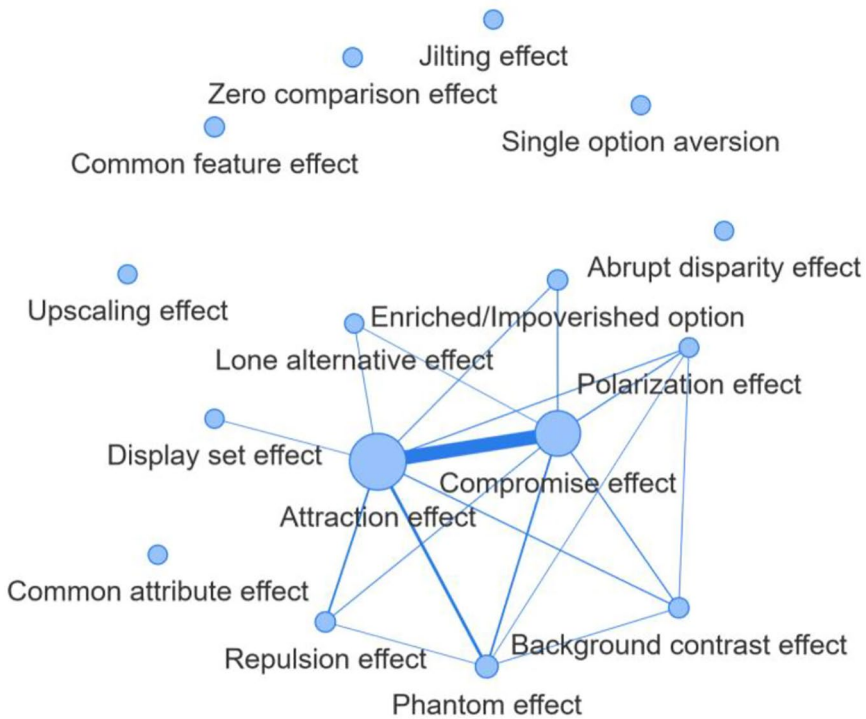 Jilting effect
Zero comparison effect
Single option aversion
Common feature effect
Abrupt disparity effect
Upscaling effect
Enriched/Impoverished option
Lone alternative effect
Polarization effect
Display set effect
Compromise effect
Attraction effect
Common attribute effect
Background contrast effect
Repulsion effect
Phantom effect